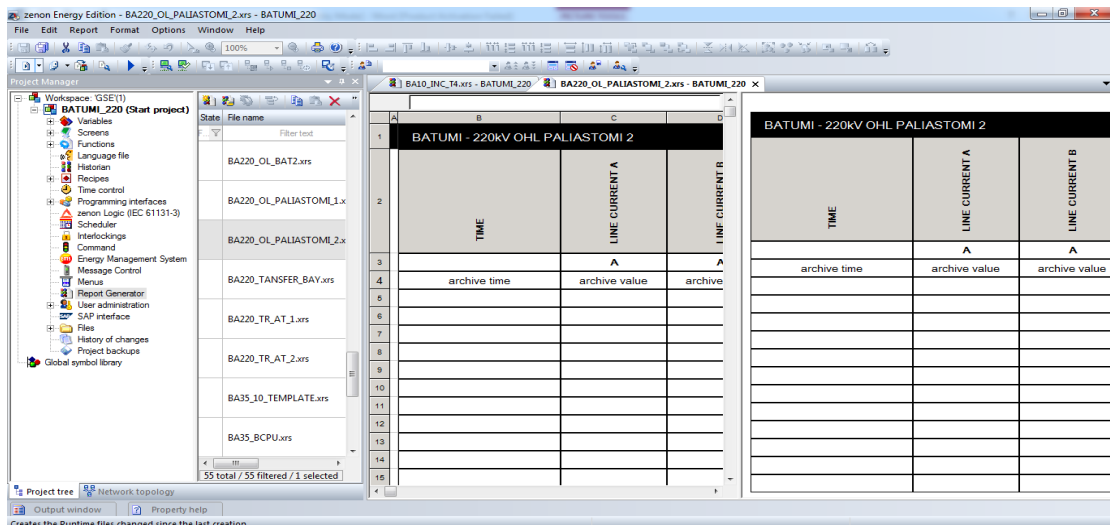 zenon Energy Edition - BA220_OL_PALIASTOMI_2.xrs - BATUMI_220
File Edit Report Format Options Window Help
100%
Project Manager
Workspace: 'GSE'(1)
BATUMI_220 (Start project)
Variables
Screens
Functions
Language file
Historian
Recipes
Time control
Programming interfaces
zenon Logic (IEC 61131-3)
Scheduler
Interlockings
Command
Energy Management System
Message Control
Menus
Report Generator
User administration
SAP interface
Files
History of changes
Project backups
Global symbol library
State File name
F... Filter text
BA220_OL_BAT2.xrs
BA220_OL_PALIASTOMI_1.x
BA220_OL_PALIASTOMI_2.x
BA220_TANSFER_BAY.xrs
BA220_TR_AT_1.xrs
BA220_TR_AT_2.xrs
BA35_10_TEMPLATE.xrs
BA35_BCPU.xrs
55 total / 55 filtered / 1 selected
Project tree Network topology
Output window Property help
Creates the Runtime files changed since the last creation
BA10_INC_T4.xrs - BATUMI_220 BA220_OL_PALIASTOMI_2.xrs - BATUMI_220
A B C D
1 BATUMI - 220kV OHL PALIASTOMI 2
2 TIME LINE CURRENT A LINE CURRENT B
3 A A
4 archive time archive value archive
5
6
7
8
9
10
11
12
13
14
15
BATUMI - 220kV OHL PALIASTOMI 2
TIME LINE CURRENT A LINE CURRENT B
A A
archive time archive value archive value